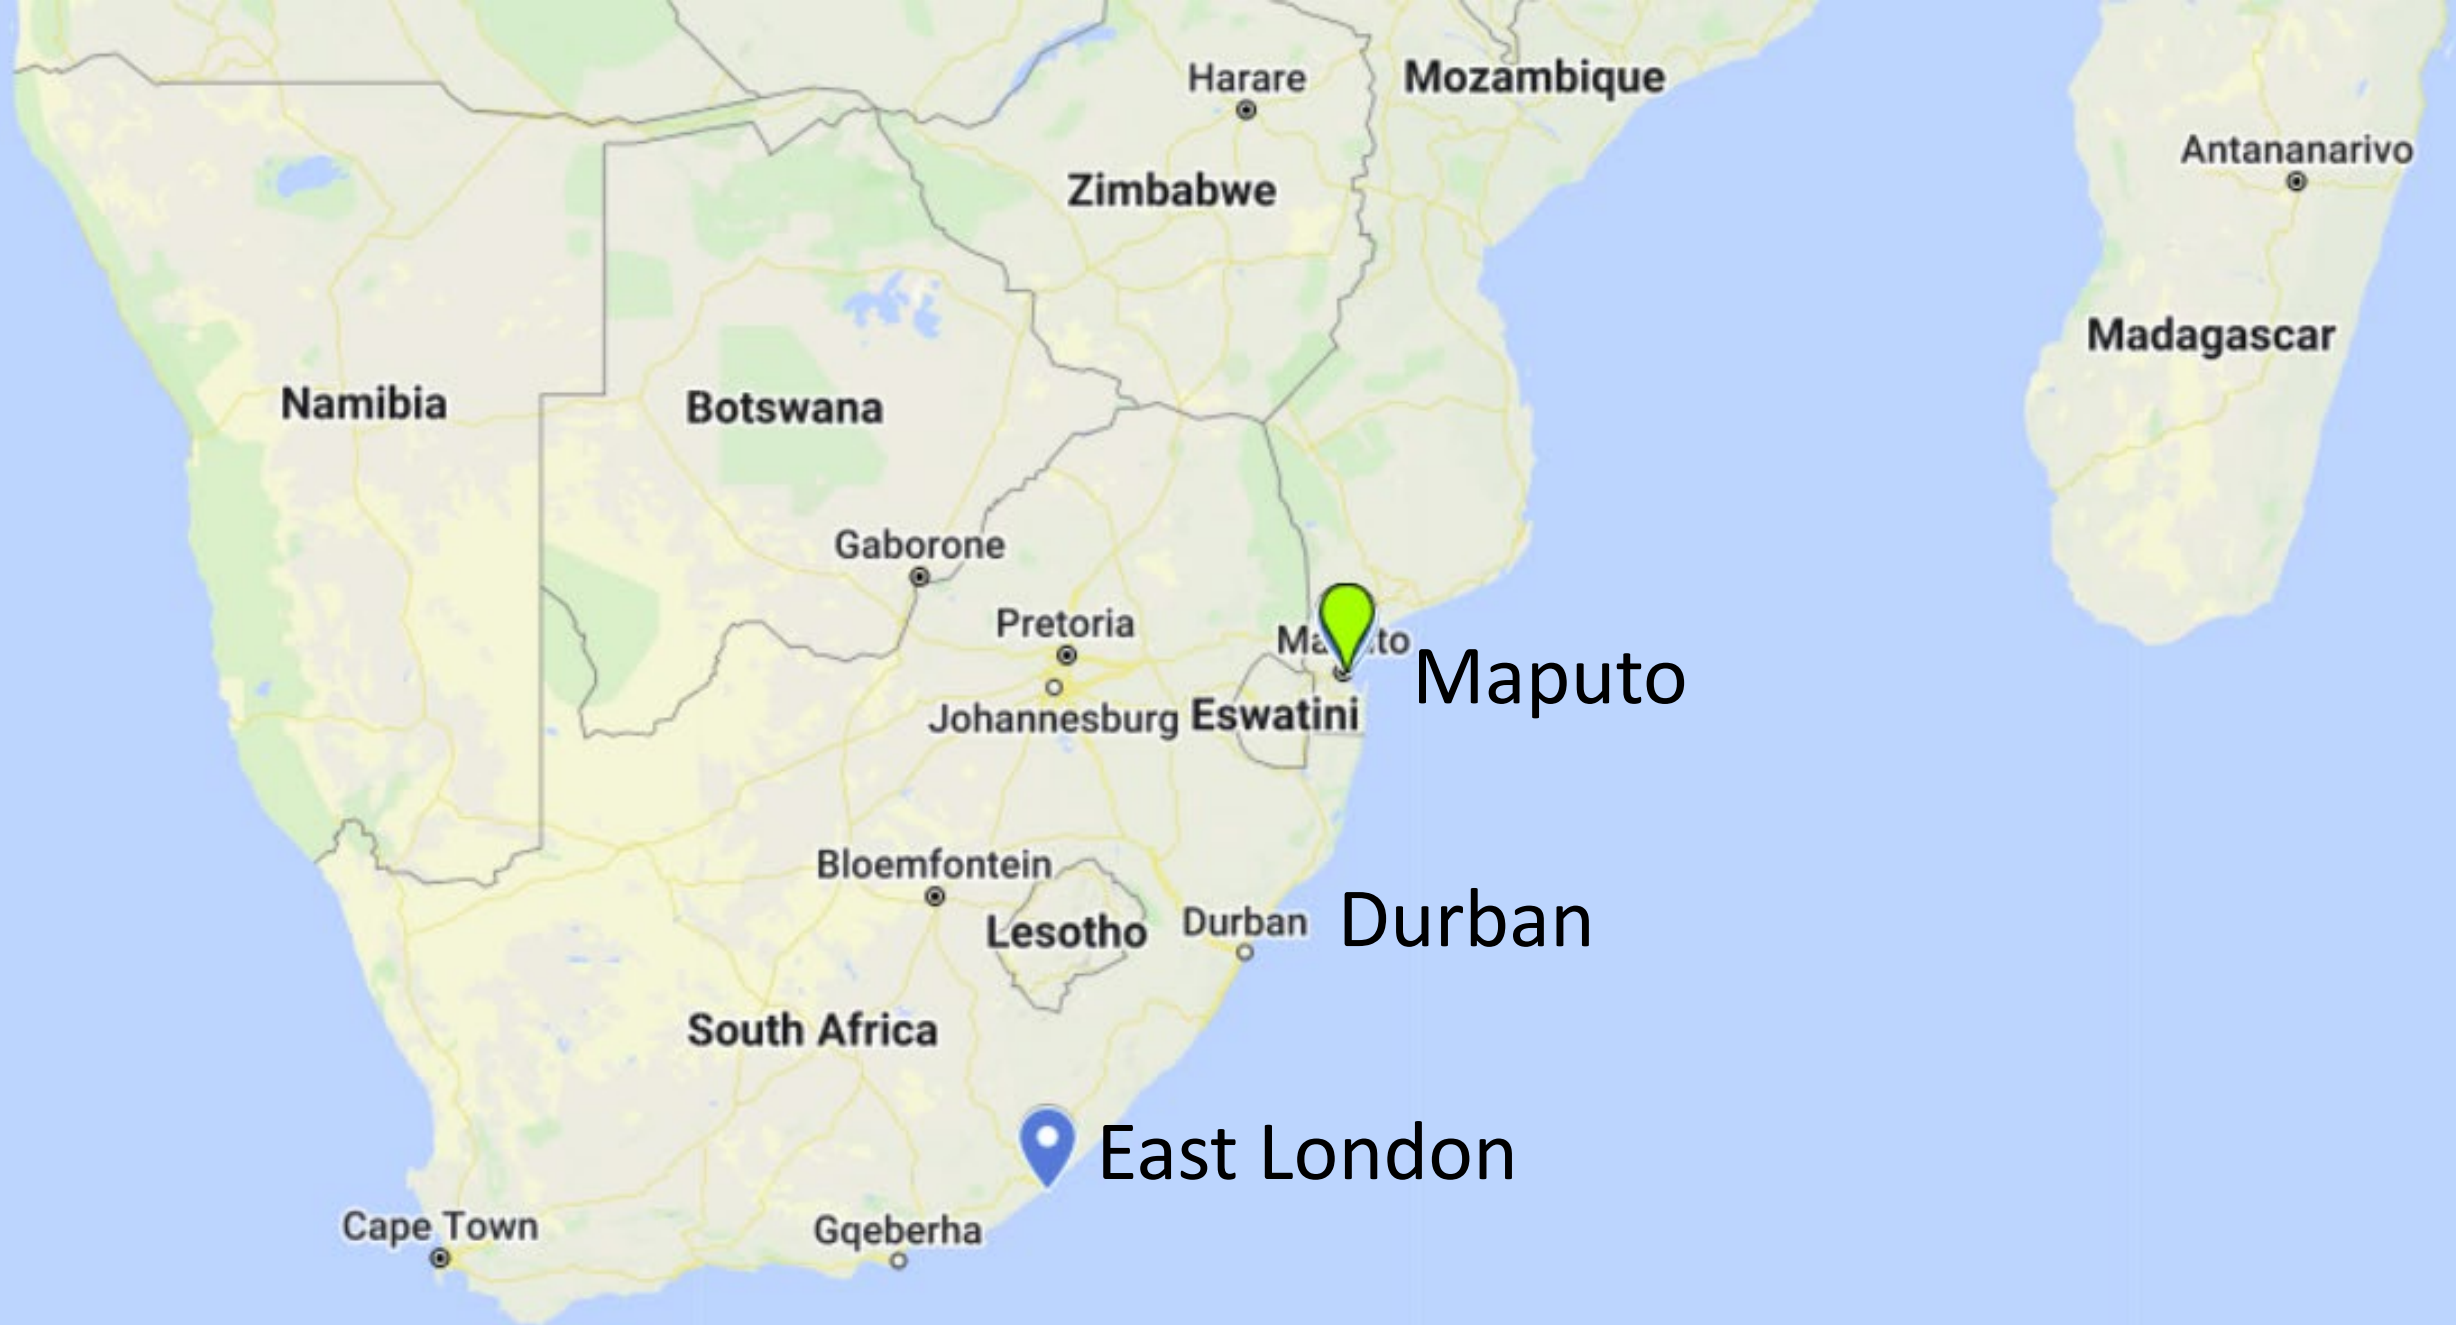 Harare
Mozambique
Antananarivo
Zimbabwe
Madagascar
Namibia
Botswana
Gaborone
Pretoria
Maputo
Johannesburg
Eswatini
Bloemfontein
Lesotho
Durban
Durban
South Africa
East London
Cape Town
Gqeberha